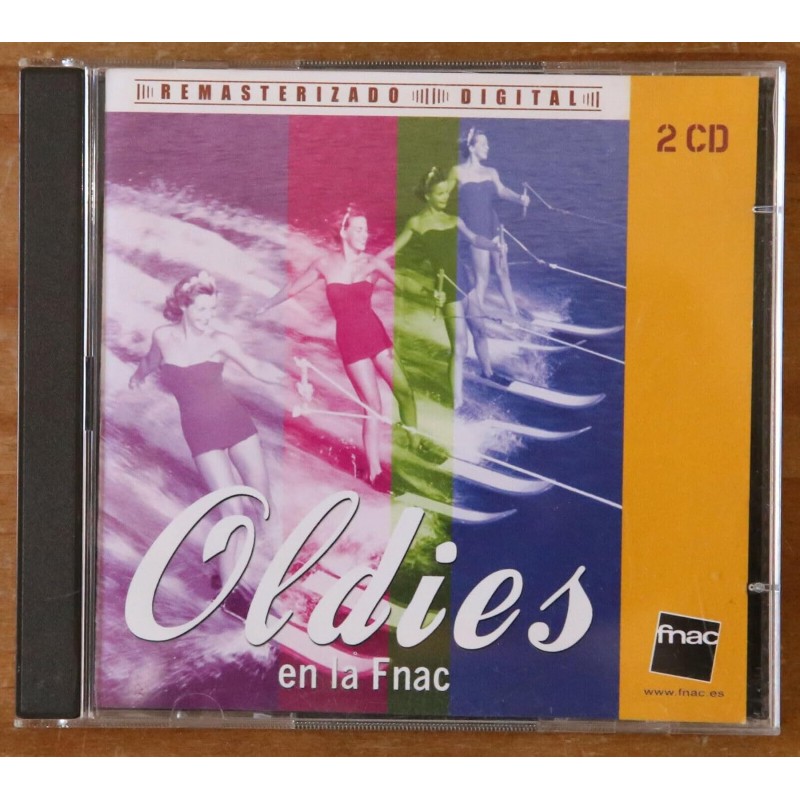 REMASTERIZADO DIGITAL
2 CD
Oldies
en la Fnac
fnac
www.fnac.es